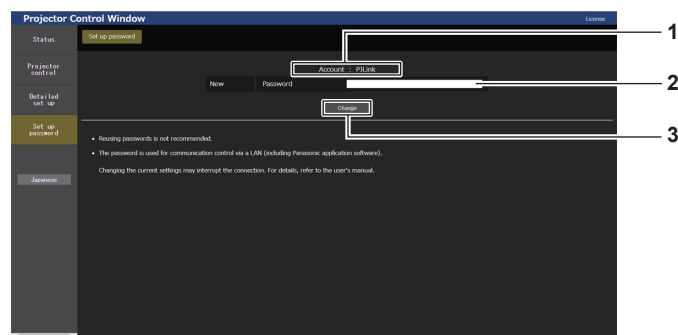 Projector Control Window
License
Status
Projector
control
Detailed
set up
Set up
password
Japanese
Set up password
Account : PJLink
New Password
Change
• Reusing passwords is not recommended.
• The password is used for communication control via a LAN (including Panasonic application software).
Changing the current settings may interrupt the connection. For details, refer to the user's manual.
1
2
3